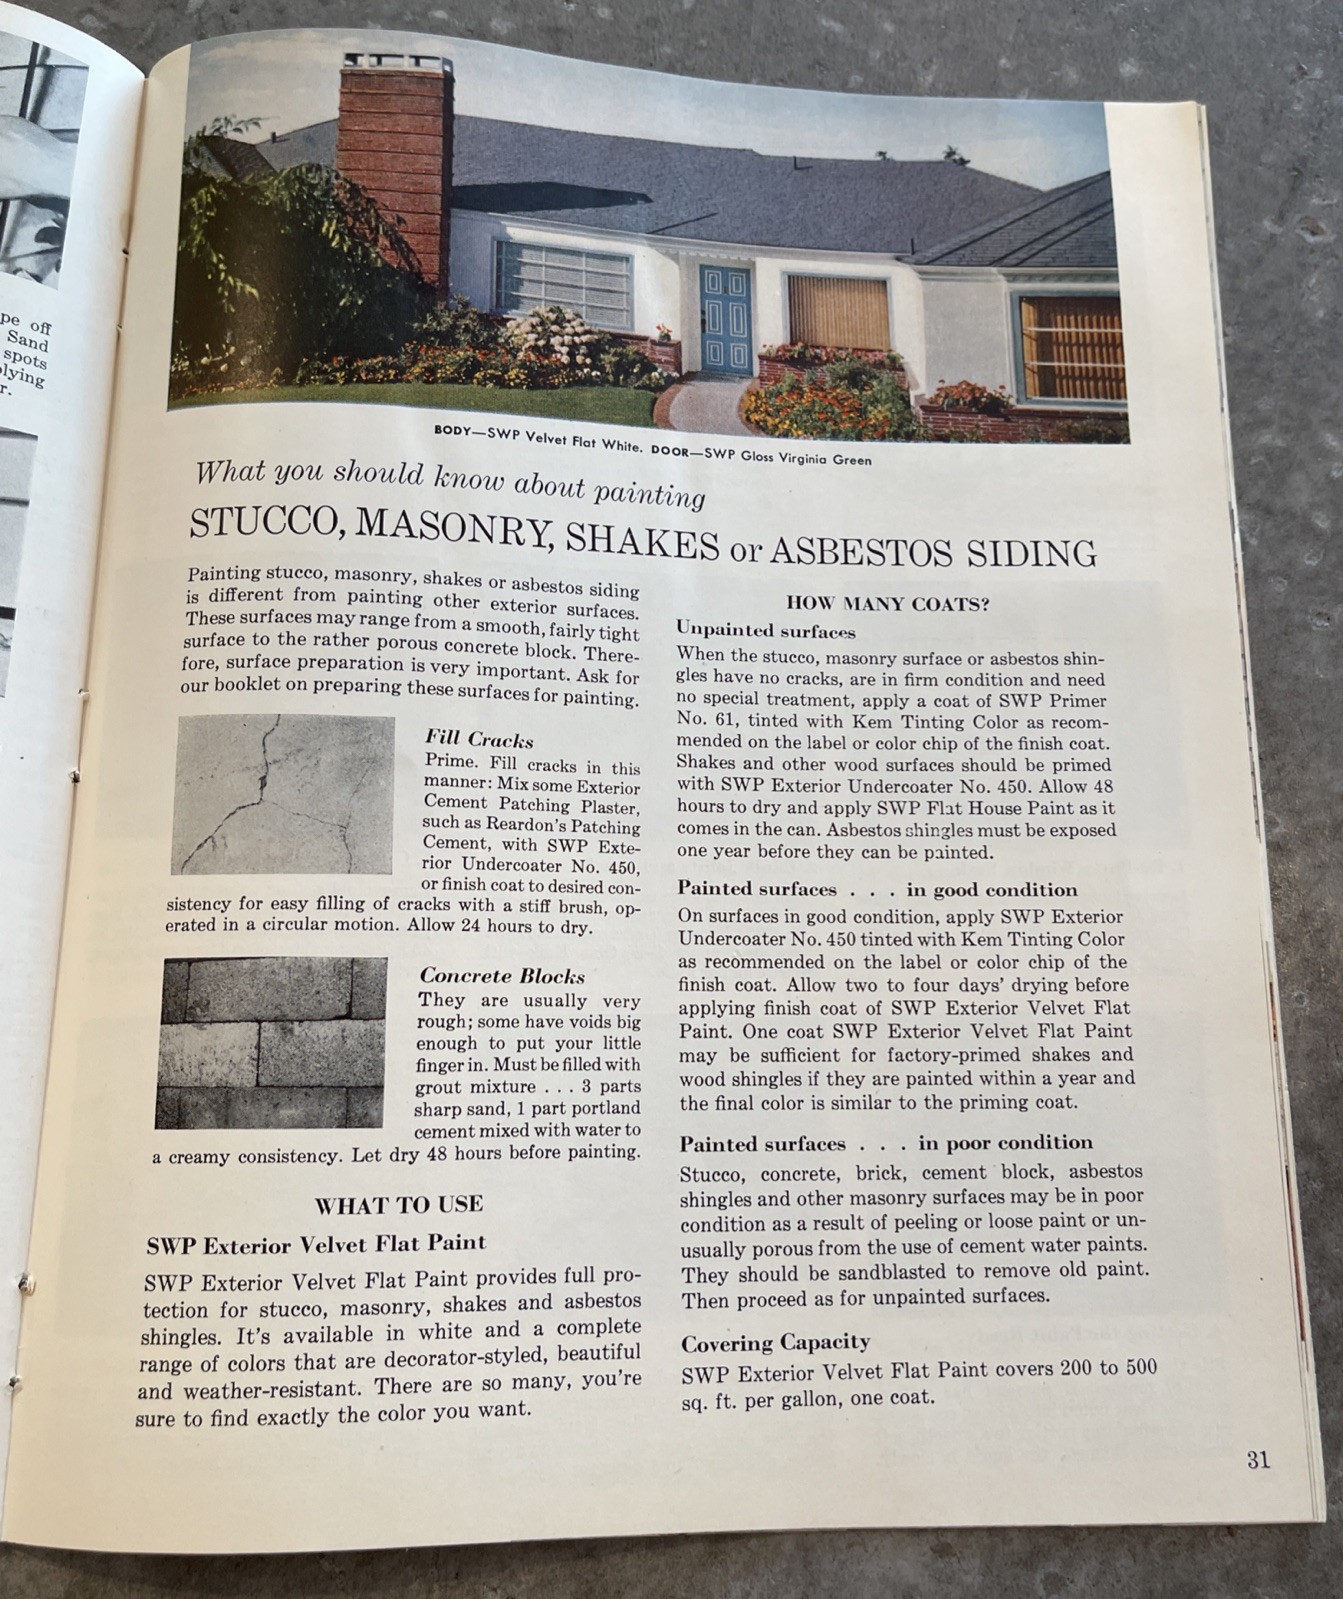 pe off
Sand
spots
plying
r.
BODY—SWP Velvet Flat White. DOOR—SWP Gloss Virginia Green
What you should know about painting
STUCCO, MASONRY, SHAKES or ASBESTOS SIDING
Painting stucco, masonry, shakes or asbestos siding
is different from painting other exterior surfaces.
These surfaces may range from a smooth, fairly tight
surface to the rather porous concrete block. There-
fore, surface preparation is very important. Ask for
our booklet on preparing these surfaces for painting.
Fill Cracks
Prime. Fill cracks in this
manner: Mix some Exterior
Cement Patching Plaster,
such as Reardon's Patching
Cement, with SWP Exte-
rior Undercoater No. 450,
or finish coat to desired con-
sistency for easy filling of cracks with a stiff brush, op-
erated in a circular motion. Allow 24 hours to dry.
Concrete Blocks
They are usually very
rough; some have voids big
enough to put your little
finger in. Must be filled with
grout mixture . . . 3 parts
sharp sand, 1 part portland
cement mixed with water to
a creamy consistency. Let dry 48 hours before painting.
WHAT TO USE
SWP Exterior Velvet Flat Paint
SWP Exterior Velvet Flat Paint provides full pro-
tection for stucco, masonry, shakes and asbestos
shingles. It's available in white and a complete
range of colors that are decorator-styled, beautiful
and weather-resistant. There are so many, you're
sure to find exactly the color you want.
HOW MANY COATS?
Unpainted surfaces
When the stucco, masonry surface or asbestos shin-
gles have no cracks, are in firm condition and need
no special treatment, apply a coat of SWP Primer
No. 61, tinted with Kem Tinting Color as recom-
mended on the label or color chip of the finish coat.
Shakes and other wood surfaces should be primed
with SWP Exterior Undercoater No. 450. Allow 48
hours to dry and apply SWP Flat House Paint as it
comes in the can. Asbestos shingles must be exposed
one year before they can be painted.
Painted surfaces . . . in good condition
On surfaces in good condition, apply SWP Exterior
Undercoater No. 450 tinted with Kem Tinting Color
as recommended on the label or color chip of the
finish coat. Allow two to four days' drying before
applying finish coat of SWP Exterior Velvet Flat
Paint. One coat SWP Exterior Velvet Flat Paint
may be sufficient for factory-primed shakes and
wood shingles if they are painted within a year and
the final color is similar to the priming coat.
Painted surfaces . . . in poor condition
Stucco, concrete, brick, cement block, asbestos
shingles and other masonry surfaces may be in poor
condition as a result of peeling or loose paint or un-
usually porous from the use of cement water paints.
They should be sandblasted to remove old paint.
Then proceed as for unpainted surfaces.
Covering Capacity
SWP Exterior Velvet Flat Paint covers 200 to 500
sq. ft. per gallon, one coat.
31